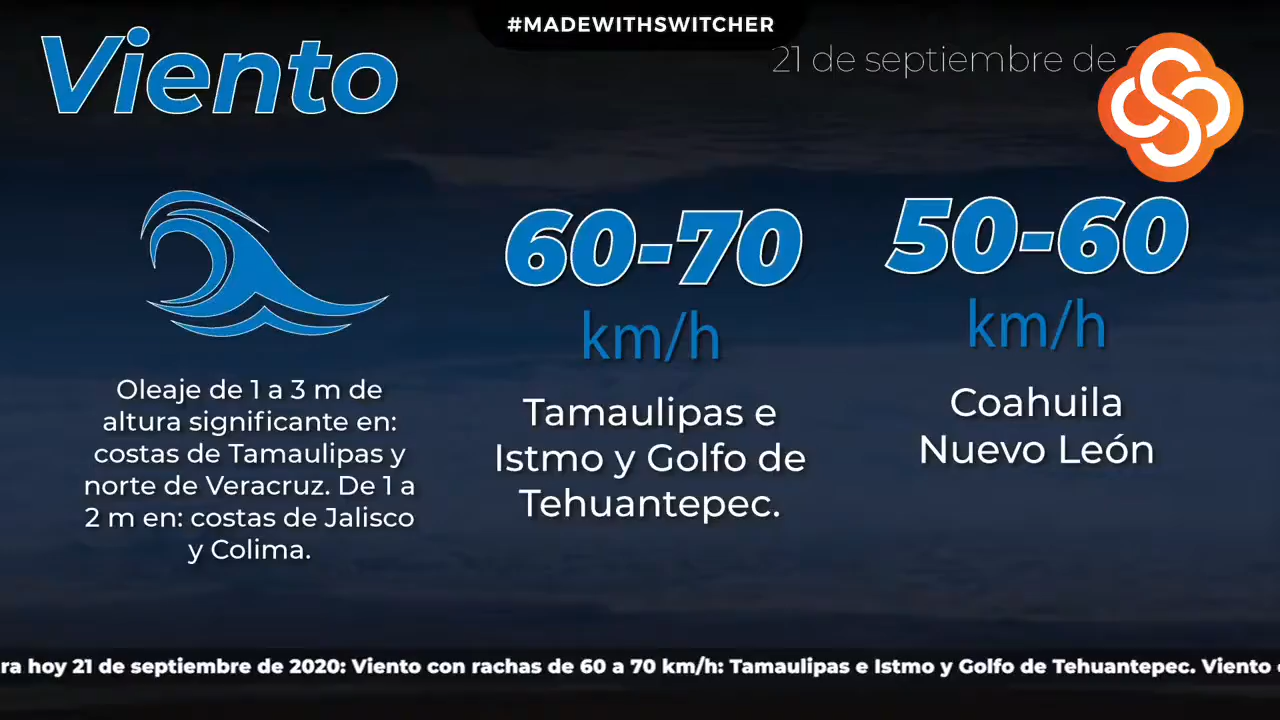 #MADEWITHSWITCHER
Viento
21 de septiembre de
60-70
km/h
50-60
km/h
Oleaje de 1 a 3 m de
altura significante en:
costas de Tamaulipas y
norte de Veracruz. De 1 a
2 m en: costas de Jalisco
y Colima.
Tamaulipas e
Istmo y Golfo de
Tehuantepec.
Coahuila
Nuevo León
ra hoy 21 de septiembre de 2020: Viento con rachas de 60 a 70 km/h: Tamaulipas e Istmo y Golfo de Tehuantepec. Viento